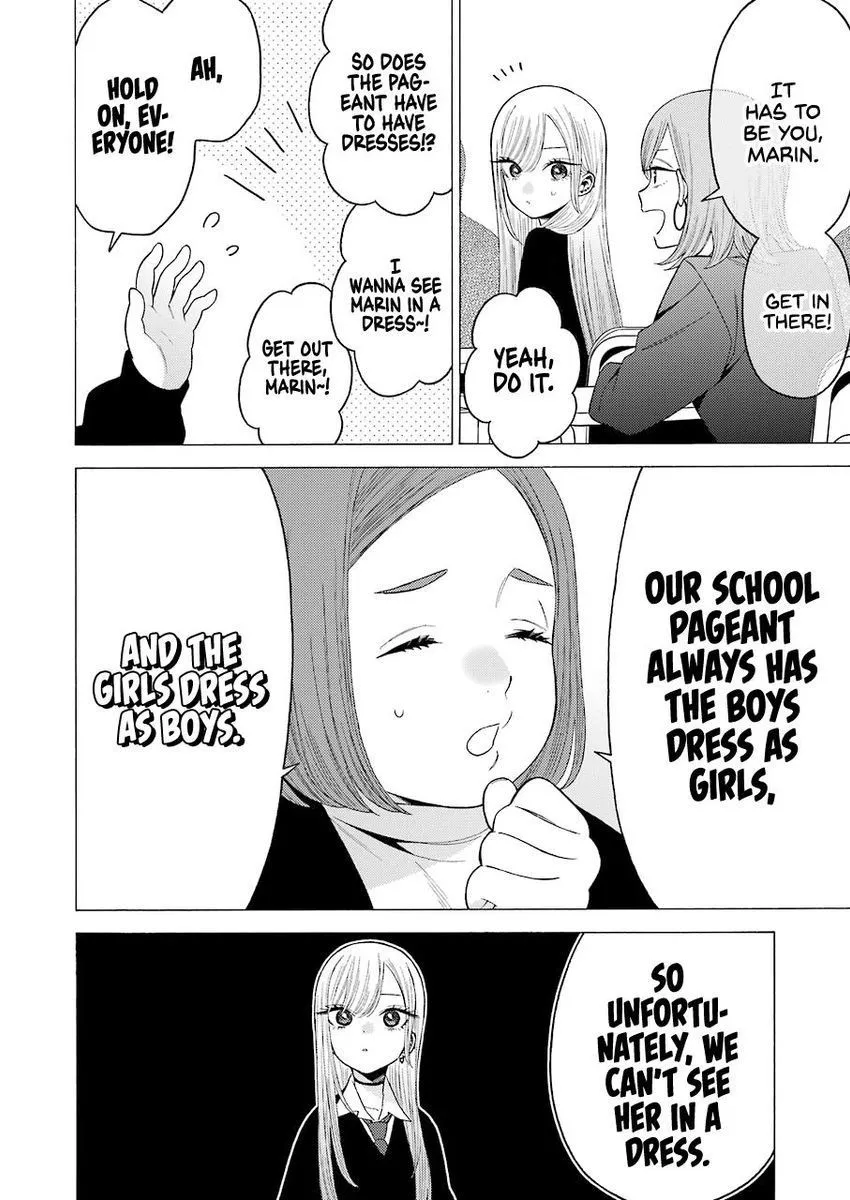 IT
HAS TO
BE YOU,
MARIN.
GET IN
THERE!
YEAH,
DO IT.
SO DOES
THE PAG-
EANT HAVE
TO HAVE
DRESSES!?
I
WANNA SEE
MARIN IN A
DRESS~!
GET OUT
THERE,
MARIN~!
AH,
HOLD
ON, EV-
ERYONE!
OUR SCHOOL
PAGEANT
ALWAYS HAS
THE BOYS
DRESS AS
GIRLS,
AND THE
GIRLS DRESS
AS BOYS.
SO
UNFORTU-
NATELY, WE
CAN'T SEE
HER IN A
DRESS.